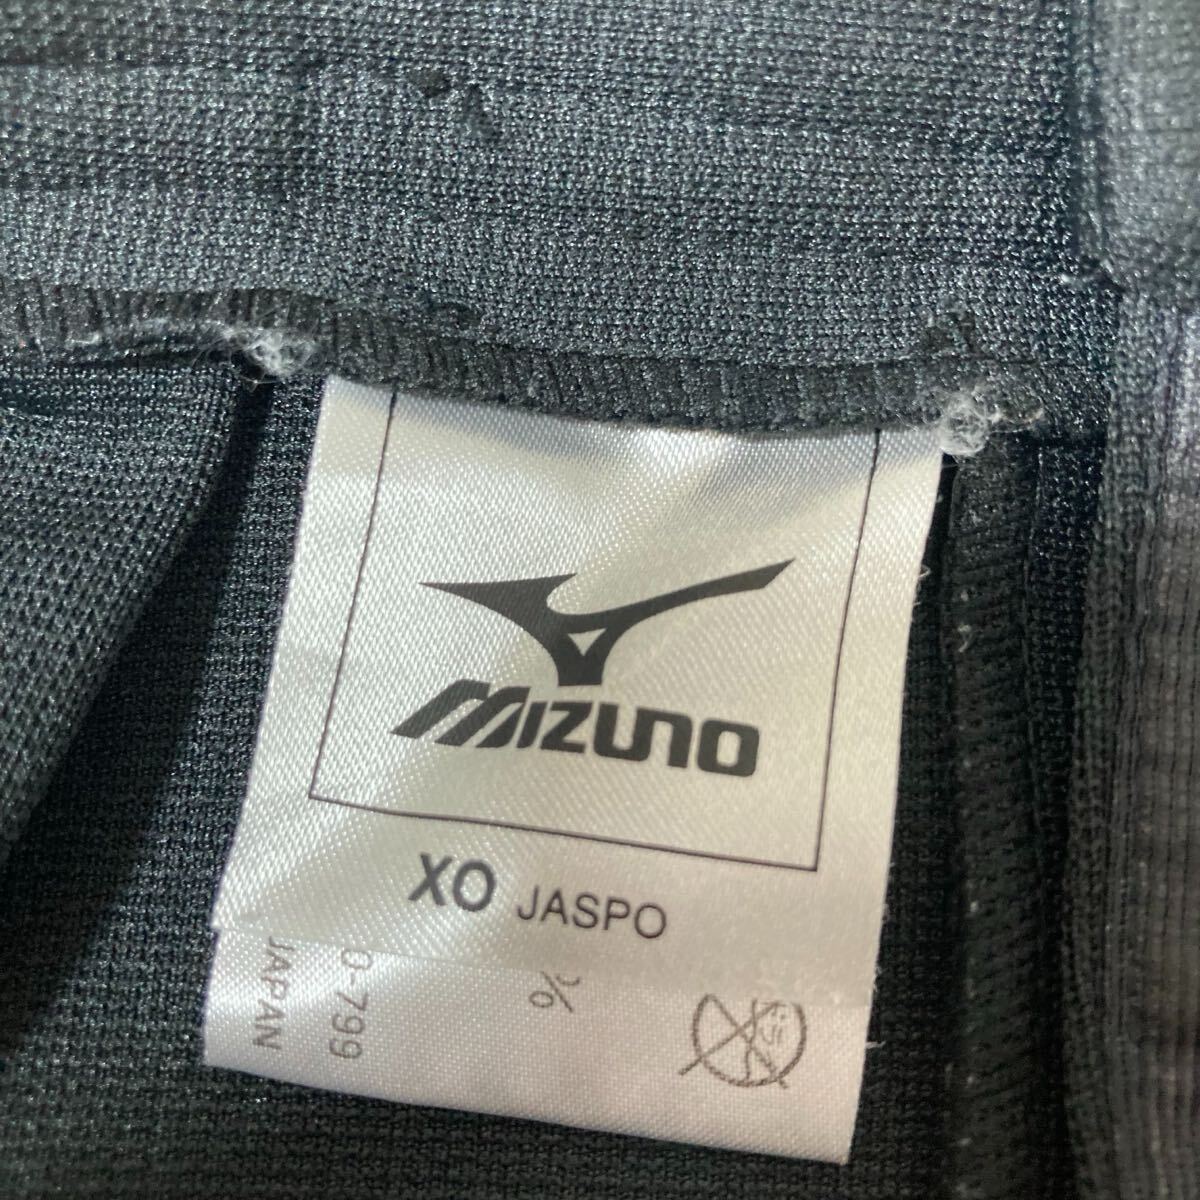 MIZUNO
XO JASPO
0-799
JAPAN
%